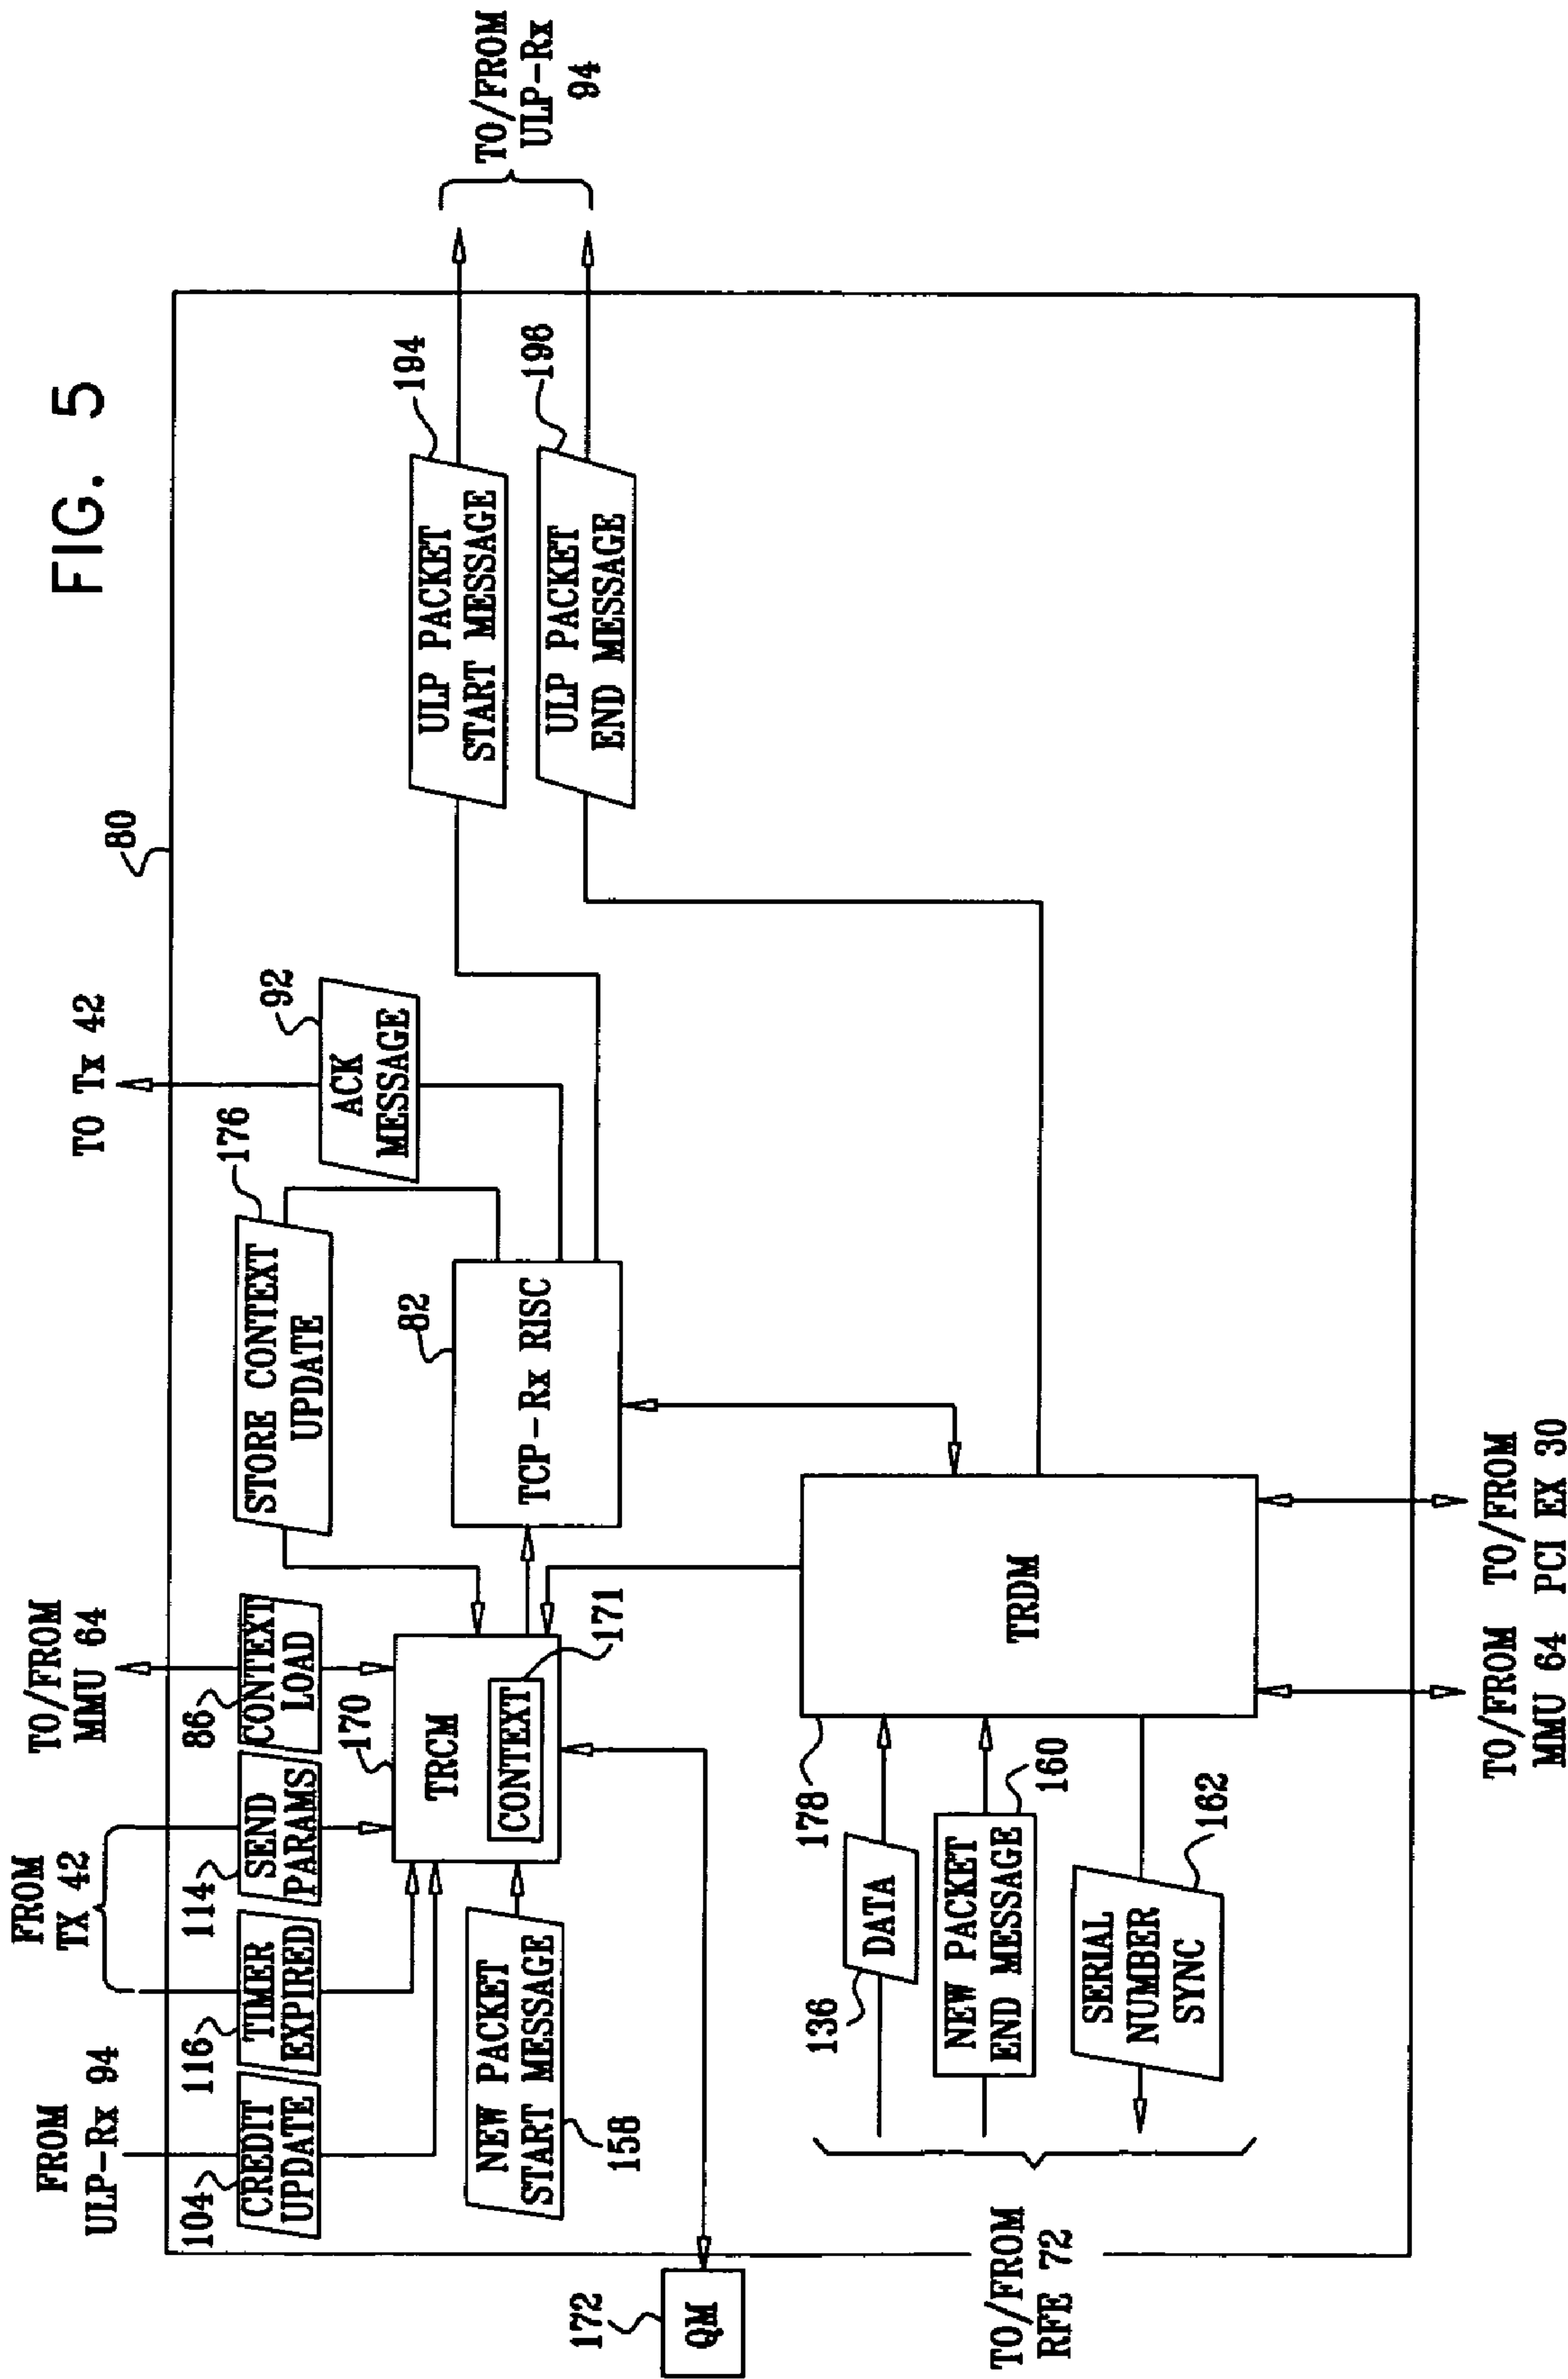 FIG. 5
FROM
ULP-Rx 94
FROM
TX 42
TO/FROM
MMU 64
TO Tx 42
80
104
CREDIT
UPDATE
116
TIMER
EXPIRED
114
SEND
PARAMS
86
CONTEXT
LOAD
STORE CONTEXT
UPDATE
176
ACK
MESSAGE
92
170
TRCM
CONTEXT
171
82
TCP-Rx RISC
ULP PACKET
START MESSAGE
194
TO/FROM
ULP-Rx
94
NEW PACKET
START MESSAGE
158
ULP PACKET
END MESSAGE
196
172
QM
178
TRDM
136
DATA
NEW PACKET
END MESSAGE
160
SERIAL
NUMBER
SYNC
162
TO/FROM
RFE 72
TO/FROM
MMU 64
TO/FROM
PCI EX 30